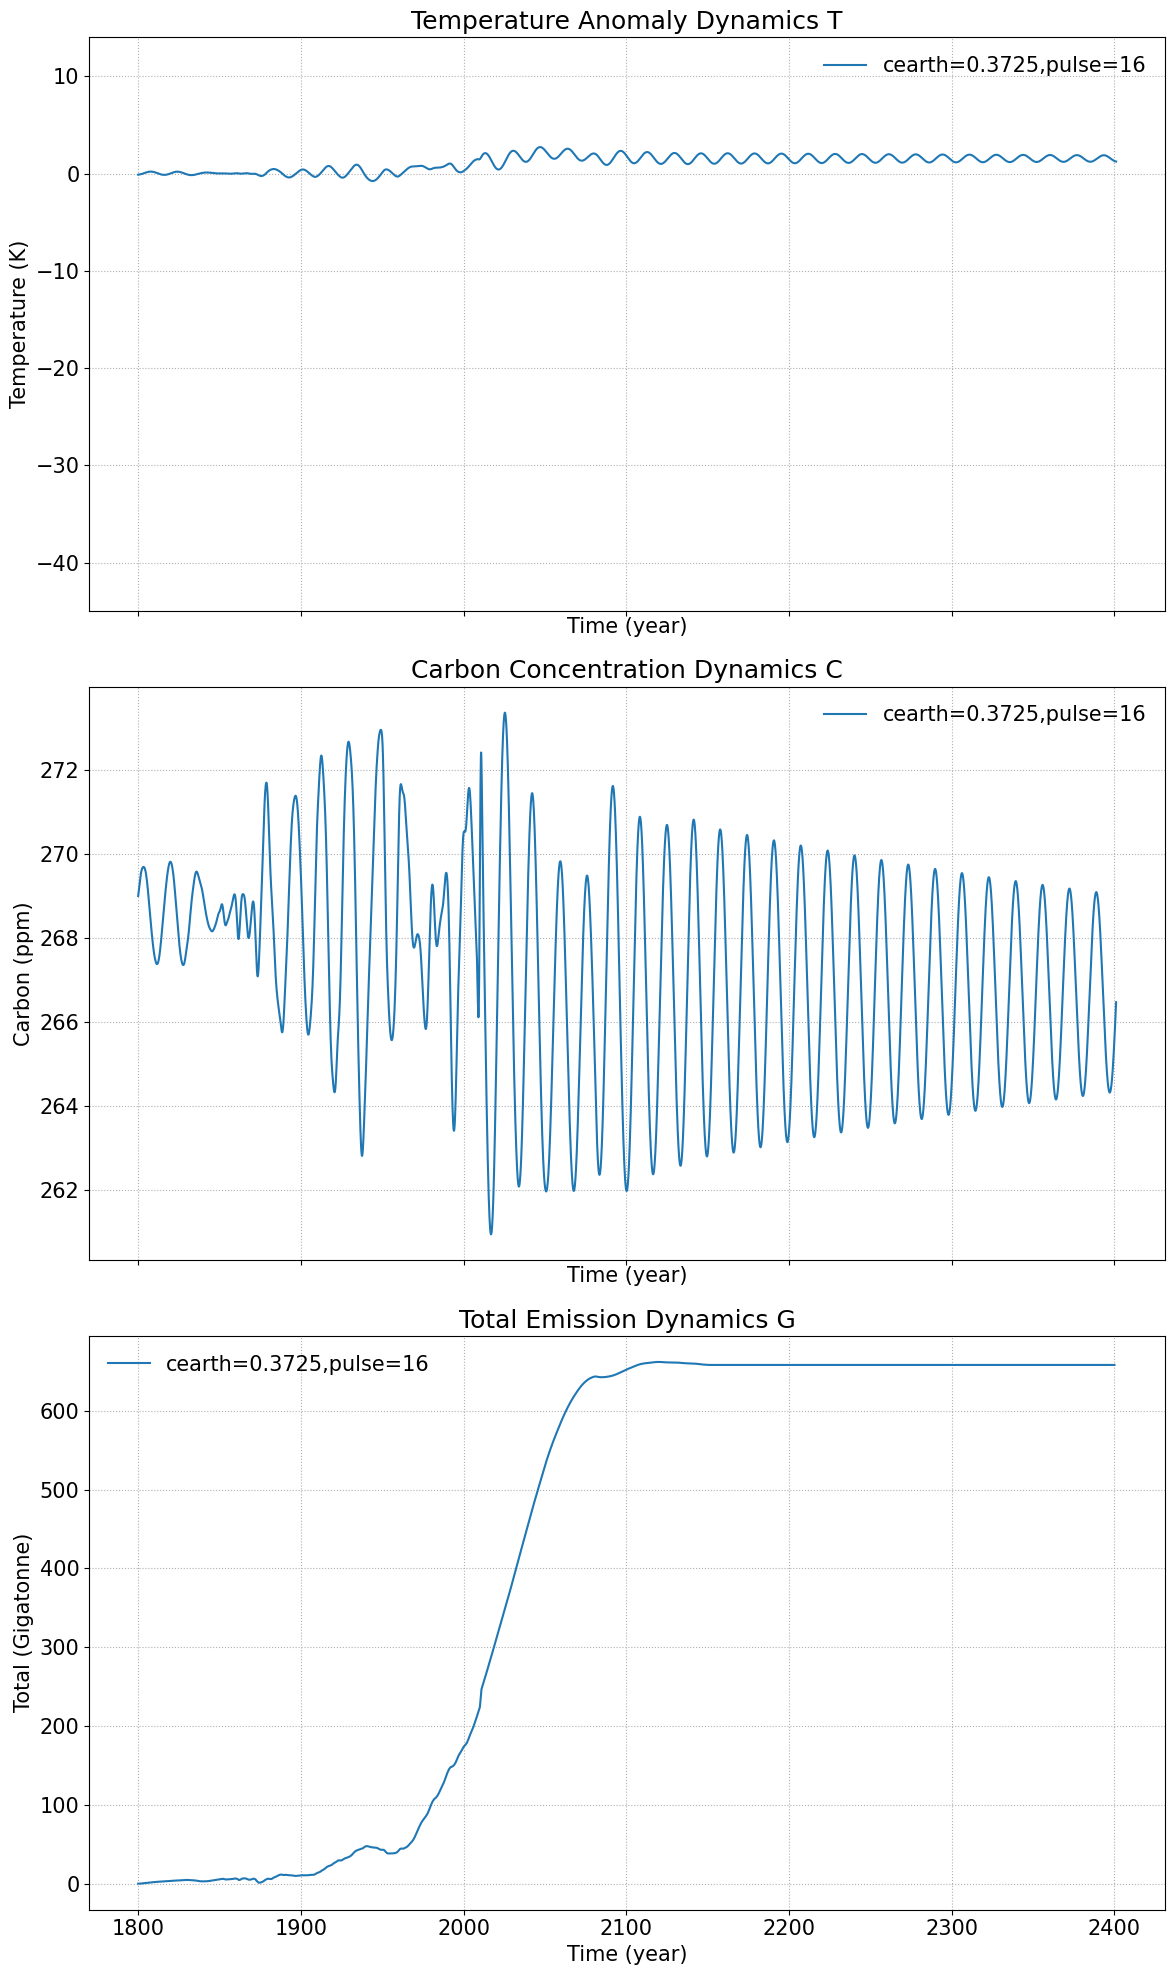 Temperature Anomaly Dynamics T
cearth=0.3725,pulse=16
10
0
−10
−20
−30
−40
Temperature (K)
Time (year)
Carbon Concentration Dynamics C
cearth=0.3725,pulse=16
272
270
268
266
264
262
Carbon (ppm)
Time (year)
Total Emission Dynamics G
cearth=0.3725,pulse=16
600
500
400
300
200
100
0
Total (Gigatonne)
1800 1900 2000 2100 2200 2300 2400
Time (year)